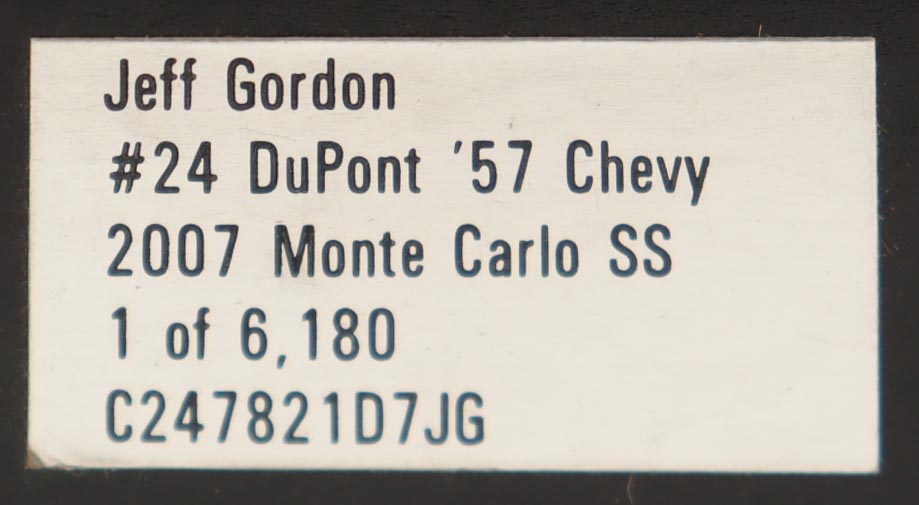 Jeff Gordon
#24 DuPont '57 Chevy
2007 Monte Carlo SS
1 of 6,180
C247821D7JG